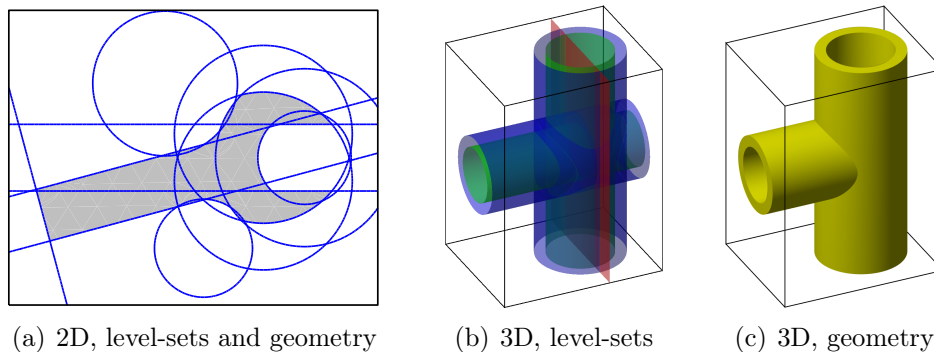 (a) 2D, level-sets and geometry
(b) 3D, level-sets
(c) 3D, geometry